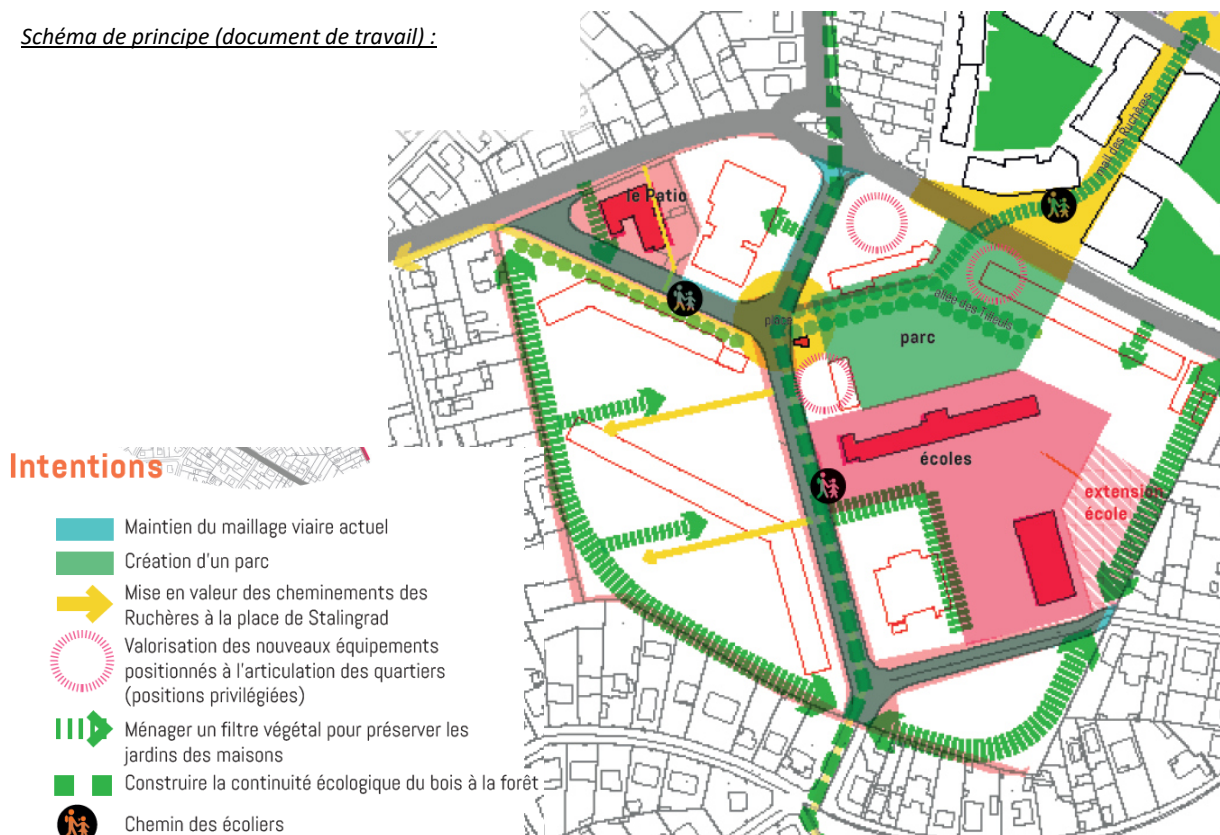 Schéma de principe (document de travail) :
mail des Ruchères
le Patio
place
allée des Tilleuls
parc
écoles
extension
école
Intentions
Maintien du maillage viaire actuel
Création d'un parc
Mise en valeur des cheminements des
Ruchères à la place de Stalingrad
Valorisation des nouveaux équipements
positionnés à l'articulation des quartiers
(positions privilégiées)
Ménager un filtre végétal pour préserver les
jardins des maisons
Construire la continuité écologique du bois à la forêt
Chemin des écoliers